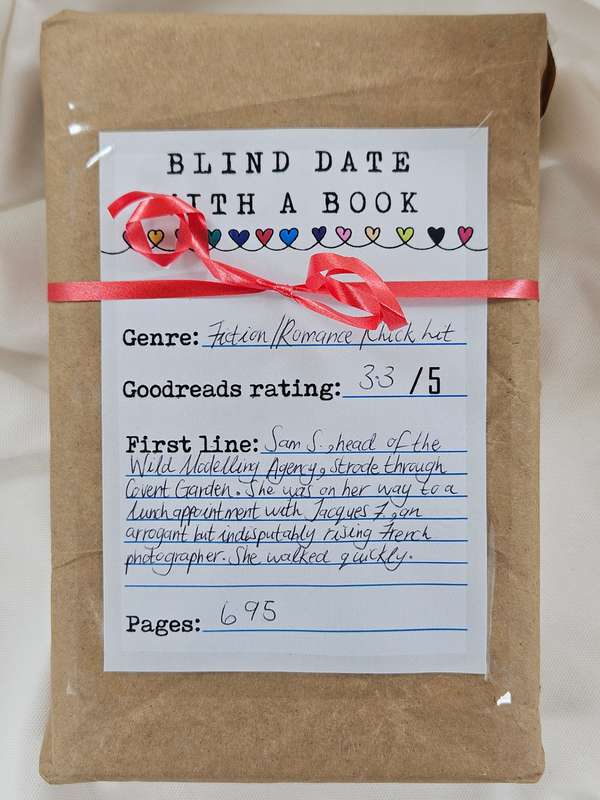 BLIND DATE
WITH A BOOK
Genre: Fiction/Romance/Chick Lit
Goodreads rating: 3.3 /5
First line: Sam S., head of the
Wild Modelling Agency, strode through
Covent Garden. She was on her way to a
lunch appointment with Jacques Z, an
arrogant but indisputably rising French
photographer. She walked quickly.
Pages: 695